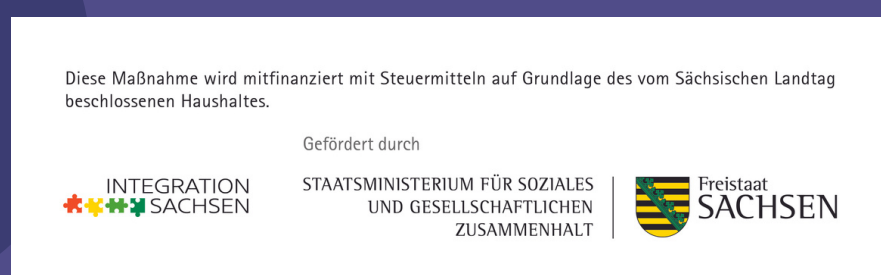 Diese Maßnahme wird mitfinanziert mit Steuermitteln auf Grundlage des vom Sächsischen Landtag
beschlossenen Haushaltes.
Gefördert durch
INTEGRATION
SACHSEN
STAATSMINISTERIUM FÜR SOZIALES
UND GESELLSCHAFTLICHEN
ZUSAMMENHALT
Freistaat
SACHSEN